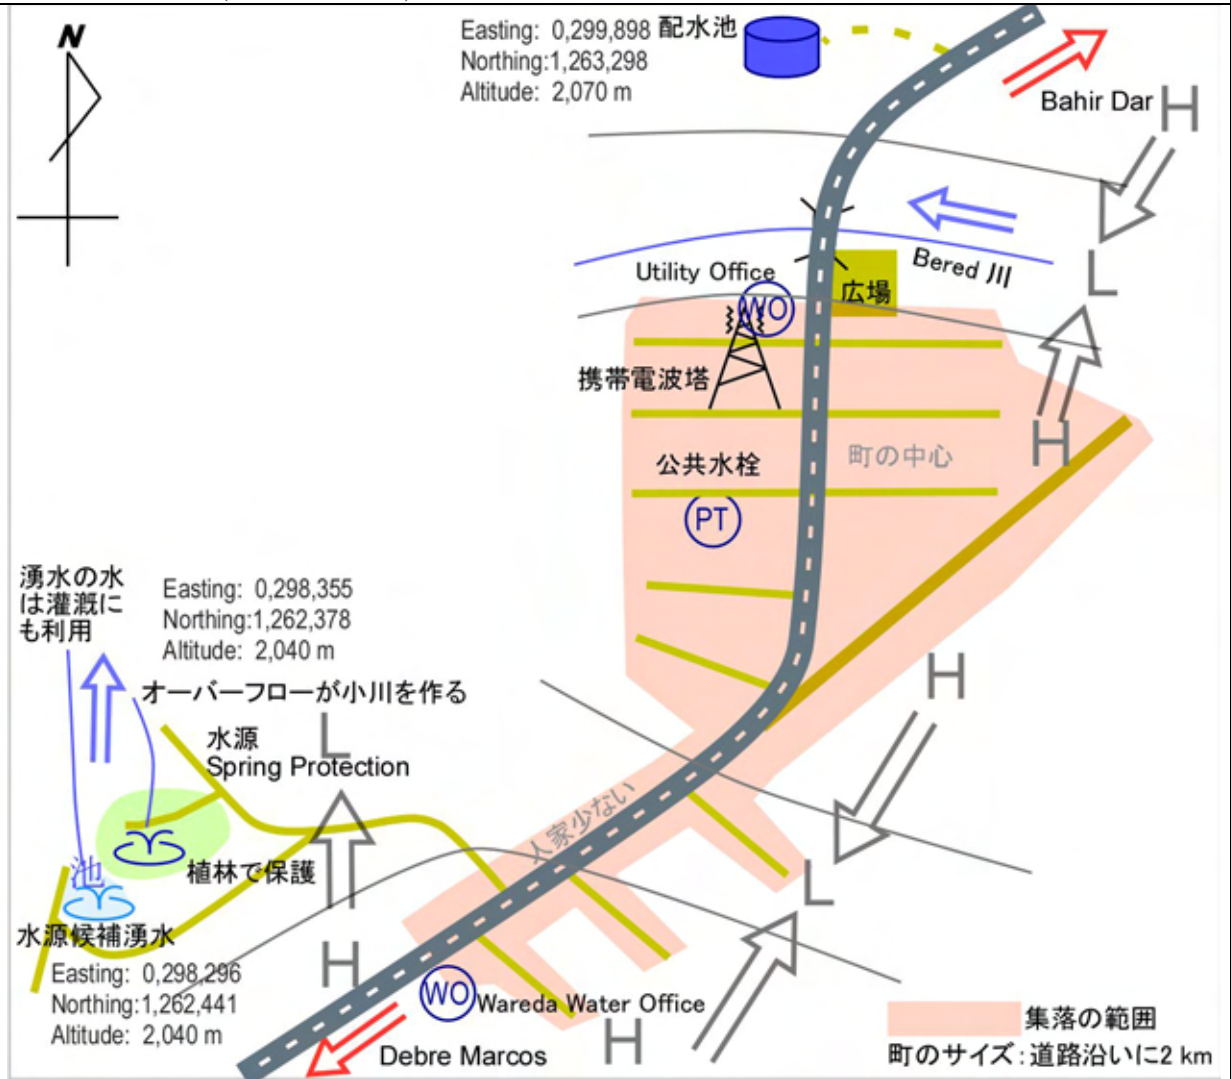 N
Easting: 0,299,898 配水池
Northing:1,263,298
Altitude: 2,070 m
Bahir Dar
H
L
Bered 川
Utility Office
WO
広場
携帯電波塔
H
公共水栓
町の中心
PT
湧水の水
は灌漑に
も利用
Easting: 0,298,355
Northing:1,262,378
Altitude: 2,040 m
オーバーフローが小川を作る
H
L
水源
Spring Protection
人家少ない
池
植林で保護
L
水源候補湧水
H
Easting: 0,298,296
Northing:1,262,441
Altitude: 2,040 m
WO Wareda Water Office
H
Debre Marcos
集落の範囲
町のサイズ：道路沿いに2 km